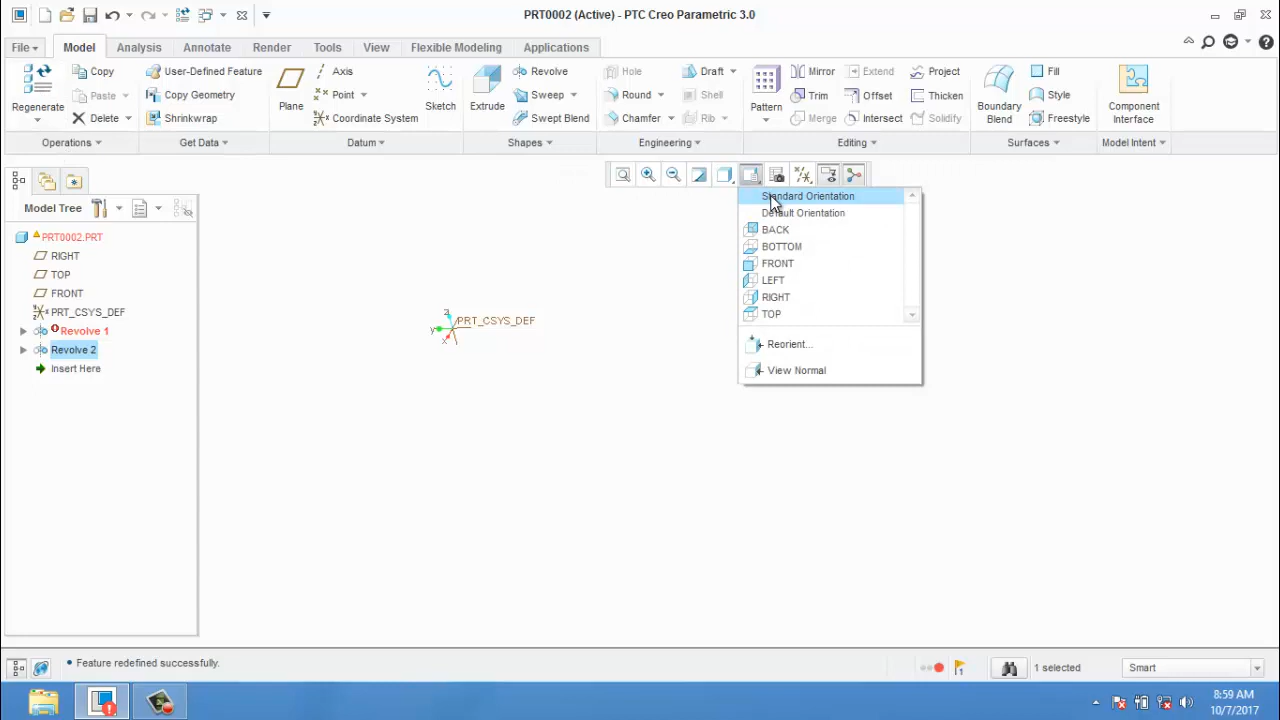 PRT0002 (Active) - PTC Creo Parametric 3.0
File Model Analysis Annotate Render Tools View Flexible Modeling Applications
Regenerate
Copy
Paste
Delete
Operations
User-Defined Feature
Copy Geometry
Shrinkwrap
Get Data
Plane
Axis
Point
Coordinate System
Sketch
Datum
Extrude
Revolve
Sweep
Swept Blend
Shapes
Hole
Round
Chamfer
Draft
Shell
Rib
Engineering
Pattern
Mirror
Trim
Merge
Extend
Offset
Intersect
Project
Thicken
Solidify
Editing
Boundary
Blend
Fill
Style
Freestyle
Surfaces
Component
Interface
Model Intent
Model Tree
PRT0002.PRT
RIGHT
TOP
FRONT
PRT_CSYS_DEF
Revolve 1
Revolve 2
Insert Here
Z
Y
X
PRT_CSYS_DEF
Standard Orientation
Default Orientation
BACK
BOTTOM
FRONT
LEFT
RIGHT
TOP
Reorient...
View Normal
Feature redefined successfully.
1
1 selected
Smart
8:59 AM
10/7/2017